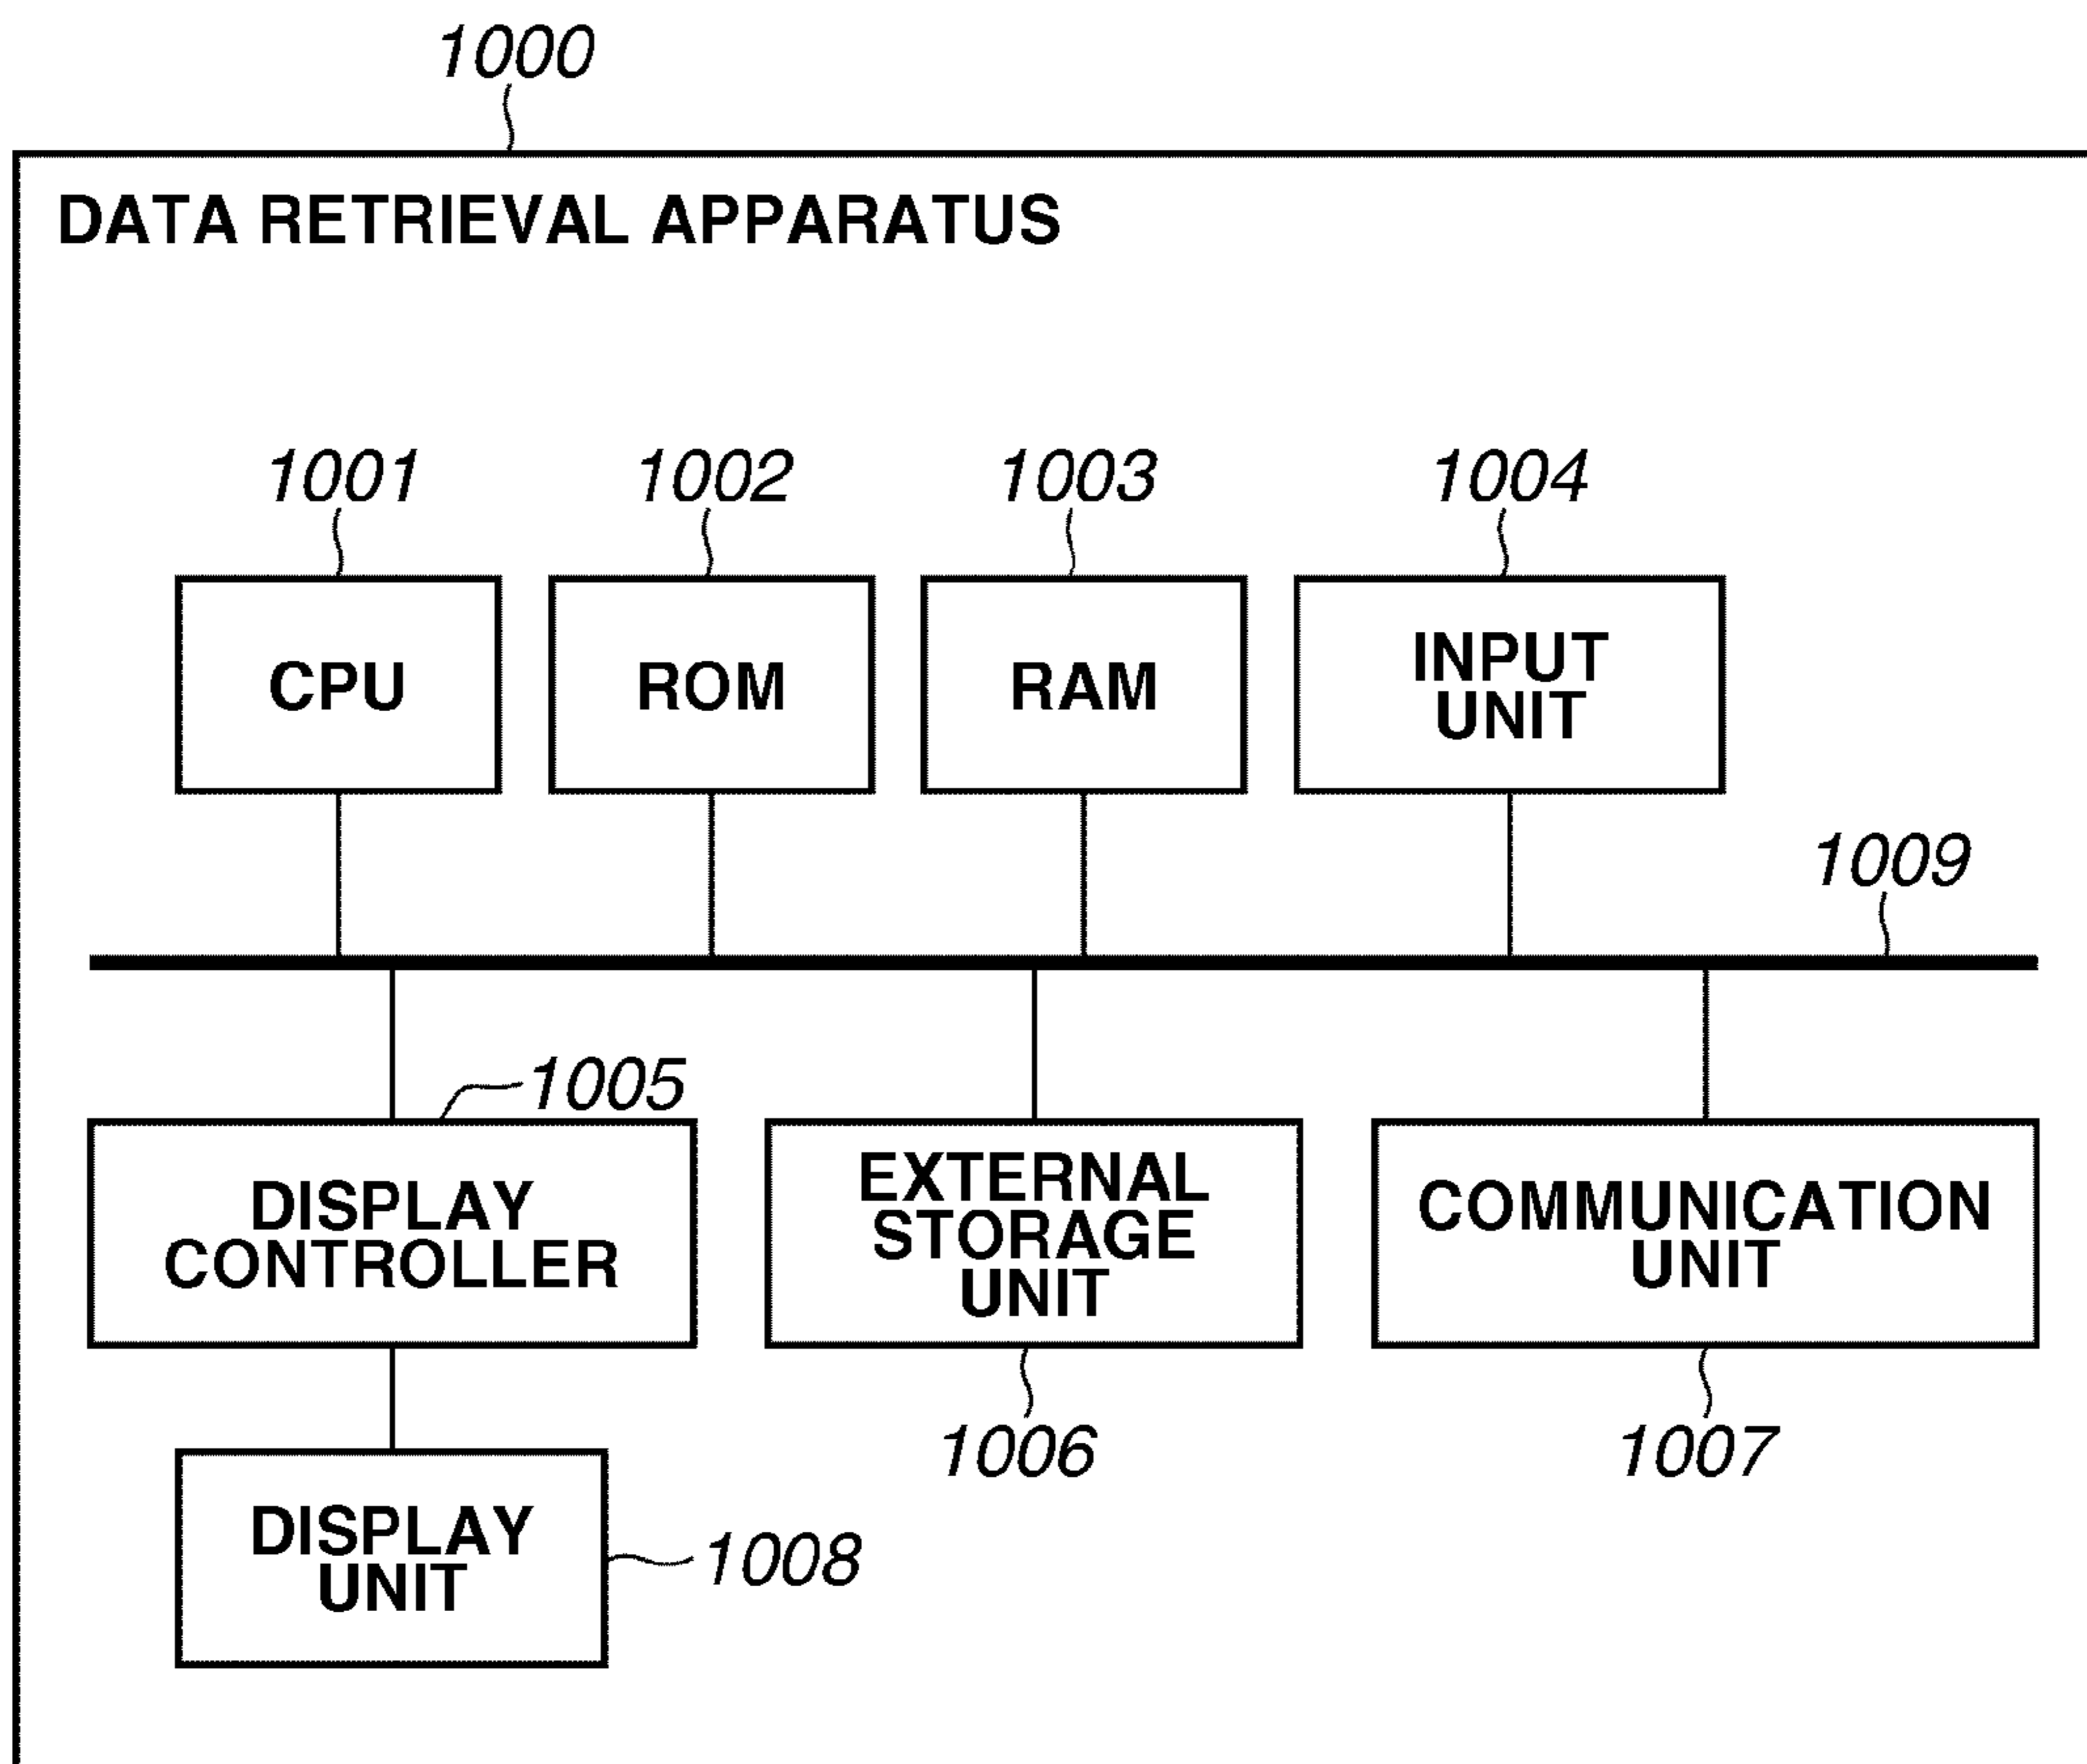 1000
DATA RETRIEVAL APPARATUS
1001
1002
1003
1004
CPU
ROM
RAM
INPUT
UNIT
1009
1005
DISPLAY
CONTROLLER
EXTERNAL
STORAGE
UNIT
COMMUNICATION
UNIT
1006
1007
DISPLAY
UNIT
1008